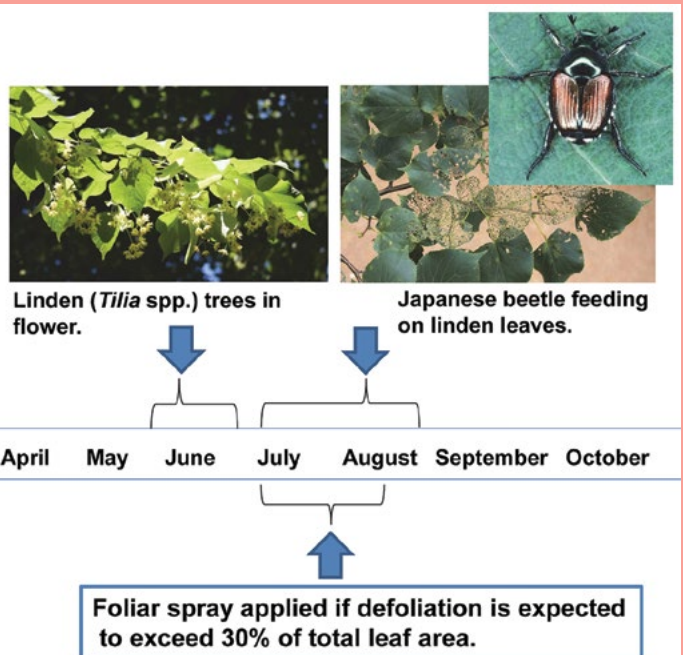 Linden (Tilia spp.) trees in
flower.
Japanese beetle feeding
on linden leaves.
April May June July August September October
Foliar spray applied if defoliation is expected
to exceed 30% of total leaf area.